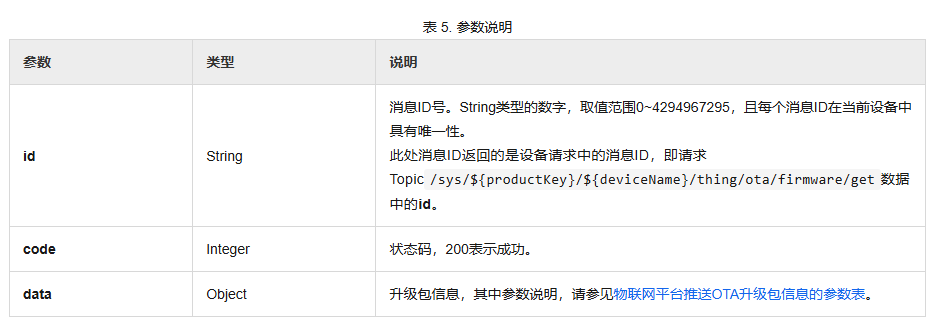 表 5. 参数说明
参数 类型 说明
消息ID号。String类型的数字，取值范围0~4294967295，且每个消息ID在当前设备中
具有唯一性。
id String 此处消息ID返回的是设备请求中的消息ID，即请求
Topic /sys/${productKey}/${deviceName}/thing/ota/firmware/get 数据
中的id。
code Integer 状态码，200表示成功。
data Object 升级包信息，其中参数说明，请参见物联网平台推送OTA升级包信息的参数表。